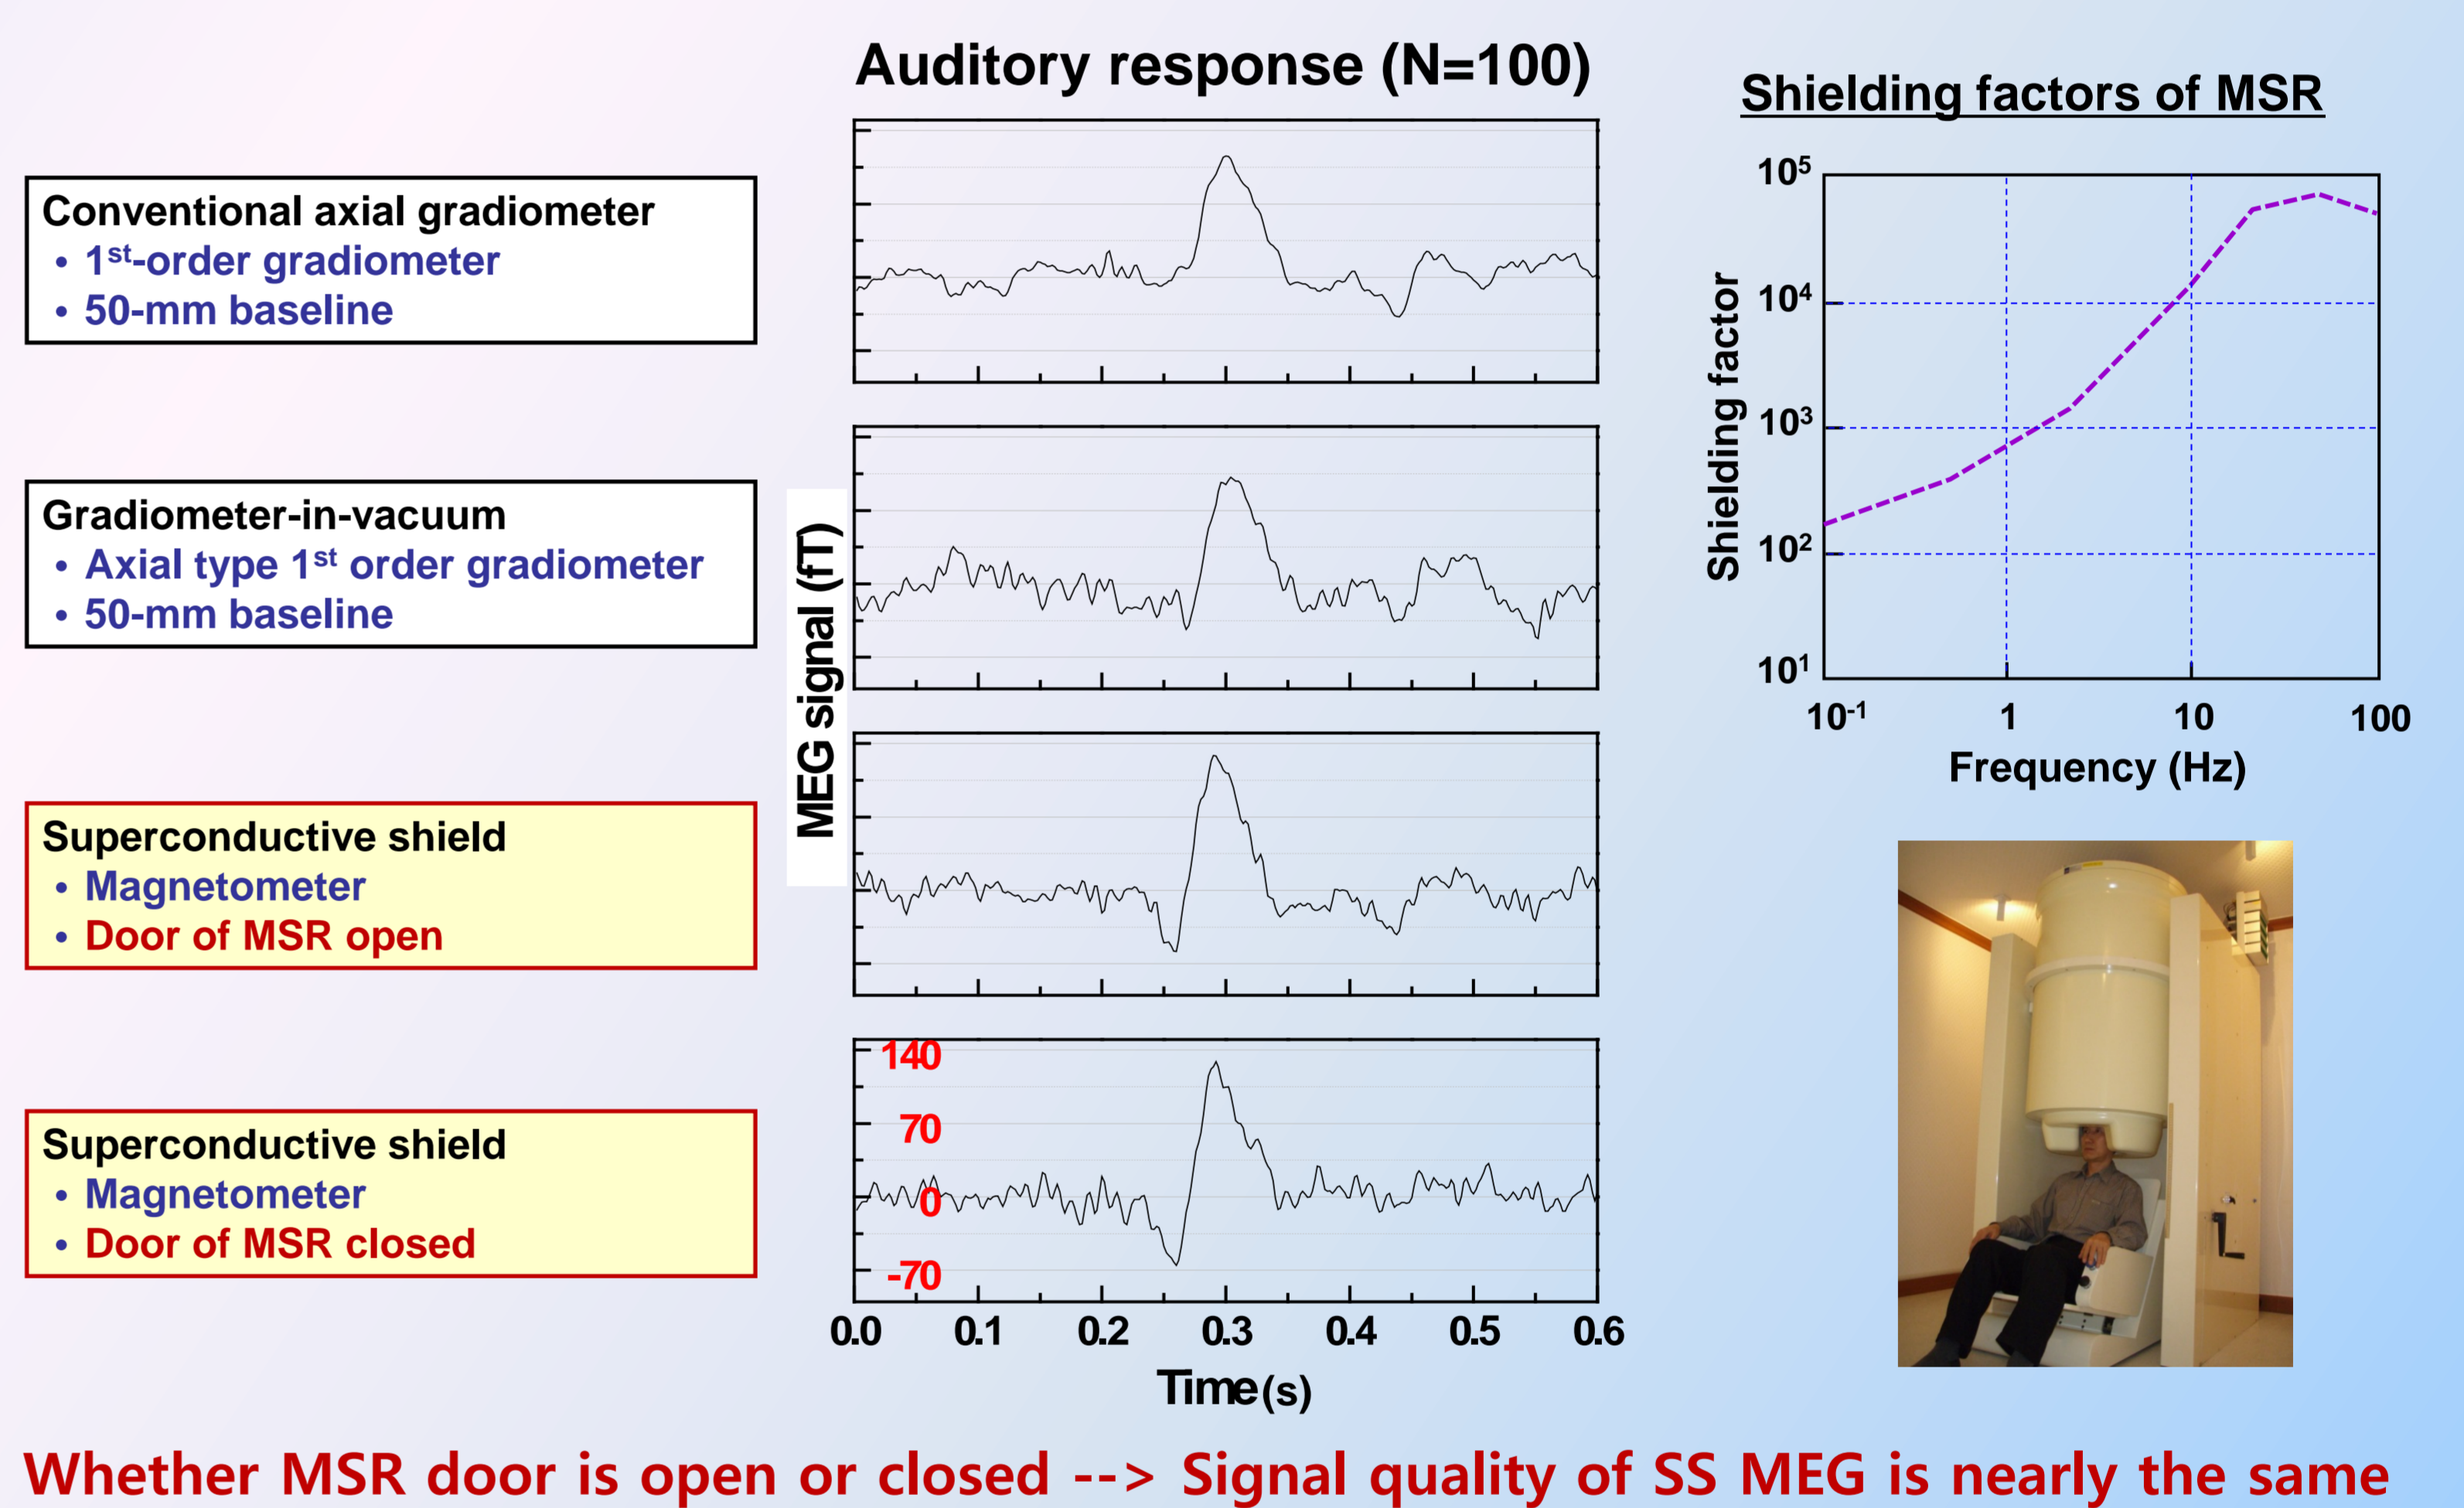 Auditory response (N=100)
Shielding factors of MSR
Conventional axial gradiometer
• 1st-order gradiometer
• 50-mm baseline
Gradiometer-in-vacuum
• Axial type 1st order gradiometer
• 50-mm baseline
Superconductive shield
• Magnetometer
• Door of MSR open
Superconductive shield
• Magnetometer
• Door of MSR closed
MEG signal (fT)
140
70
0
-70
0.0 0.1 0.2 0.3 0.4 0.5 0.6
Time(s)
Shielding factor
10⁵
10⁴
10³
10²
10¹
10⁻¹ 1 10 100
Frequency (Hz)
Whether MSR door is open or closed --> Signal quality of SS MEG is nearly the same